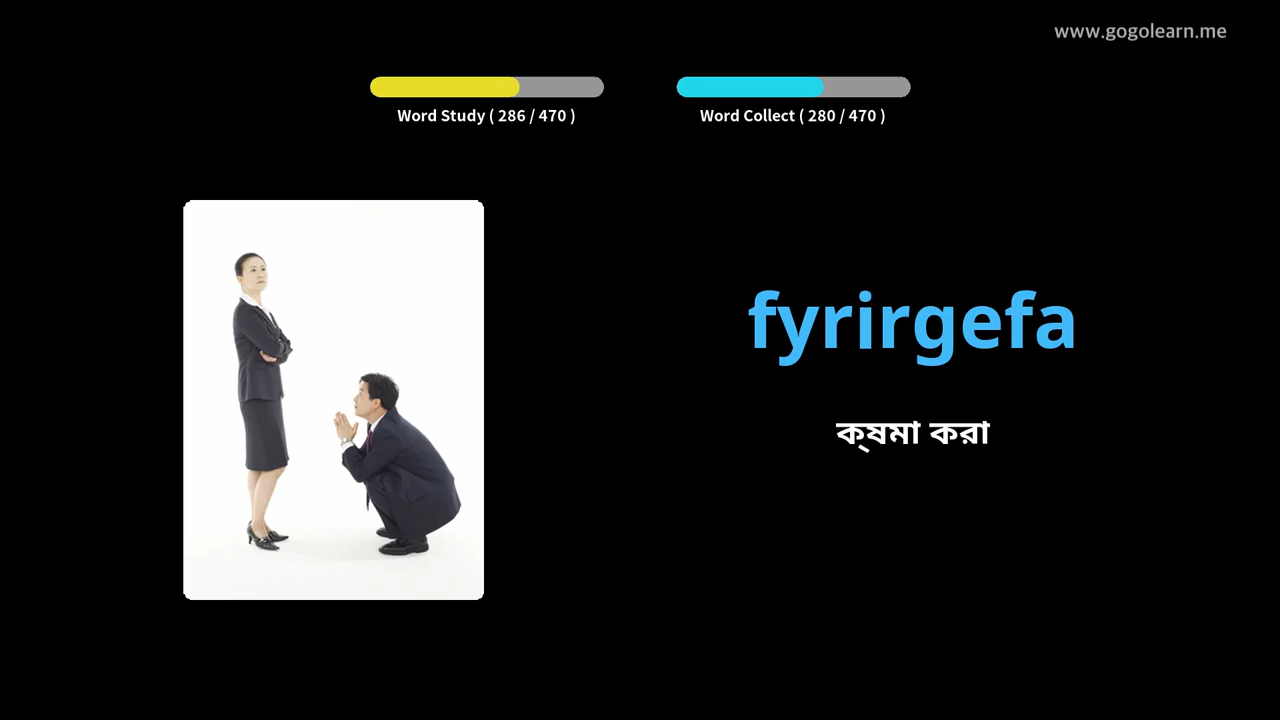 www.gogolearn.me
Word Study ( 286 / 470 )
Word Collect ( 280 / 470 )
fyrirgefa
ক্ষমা করা